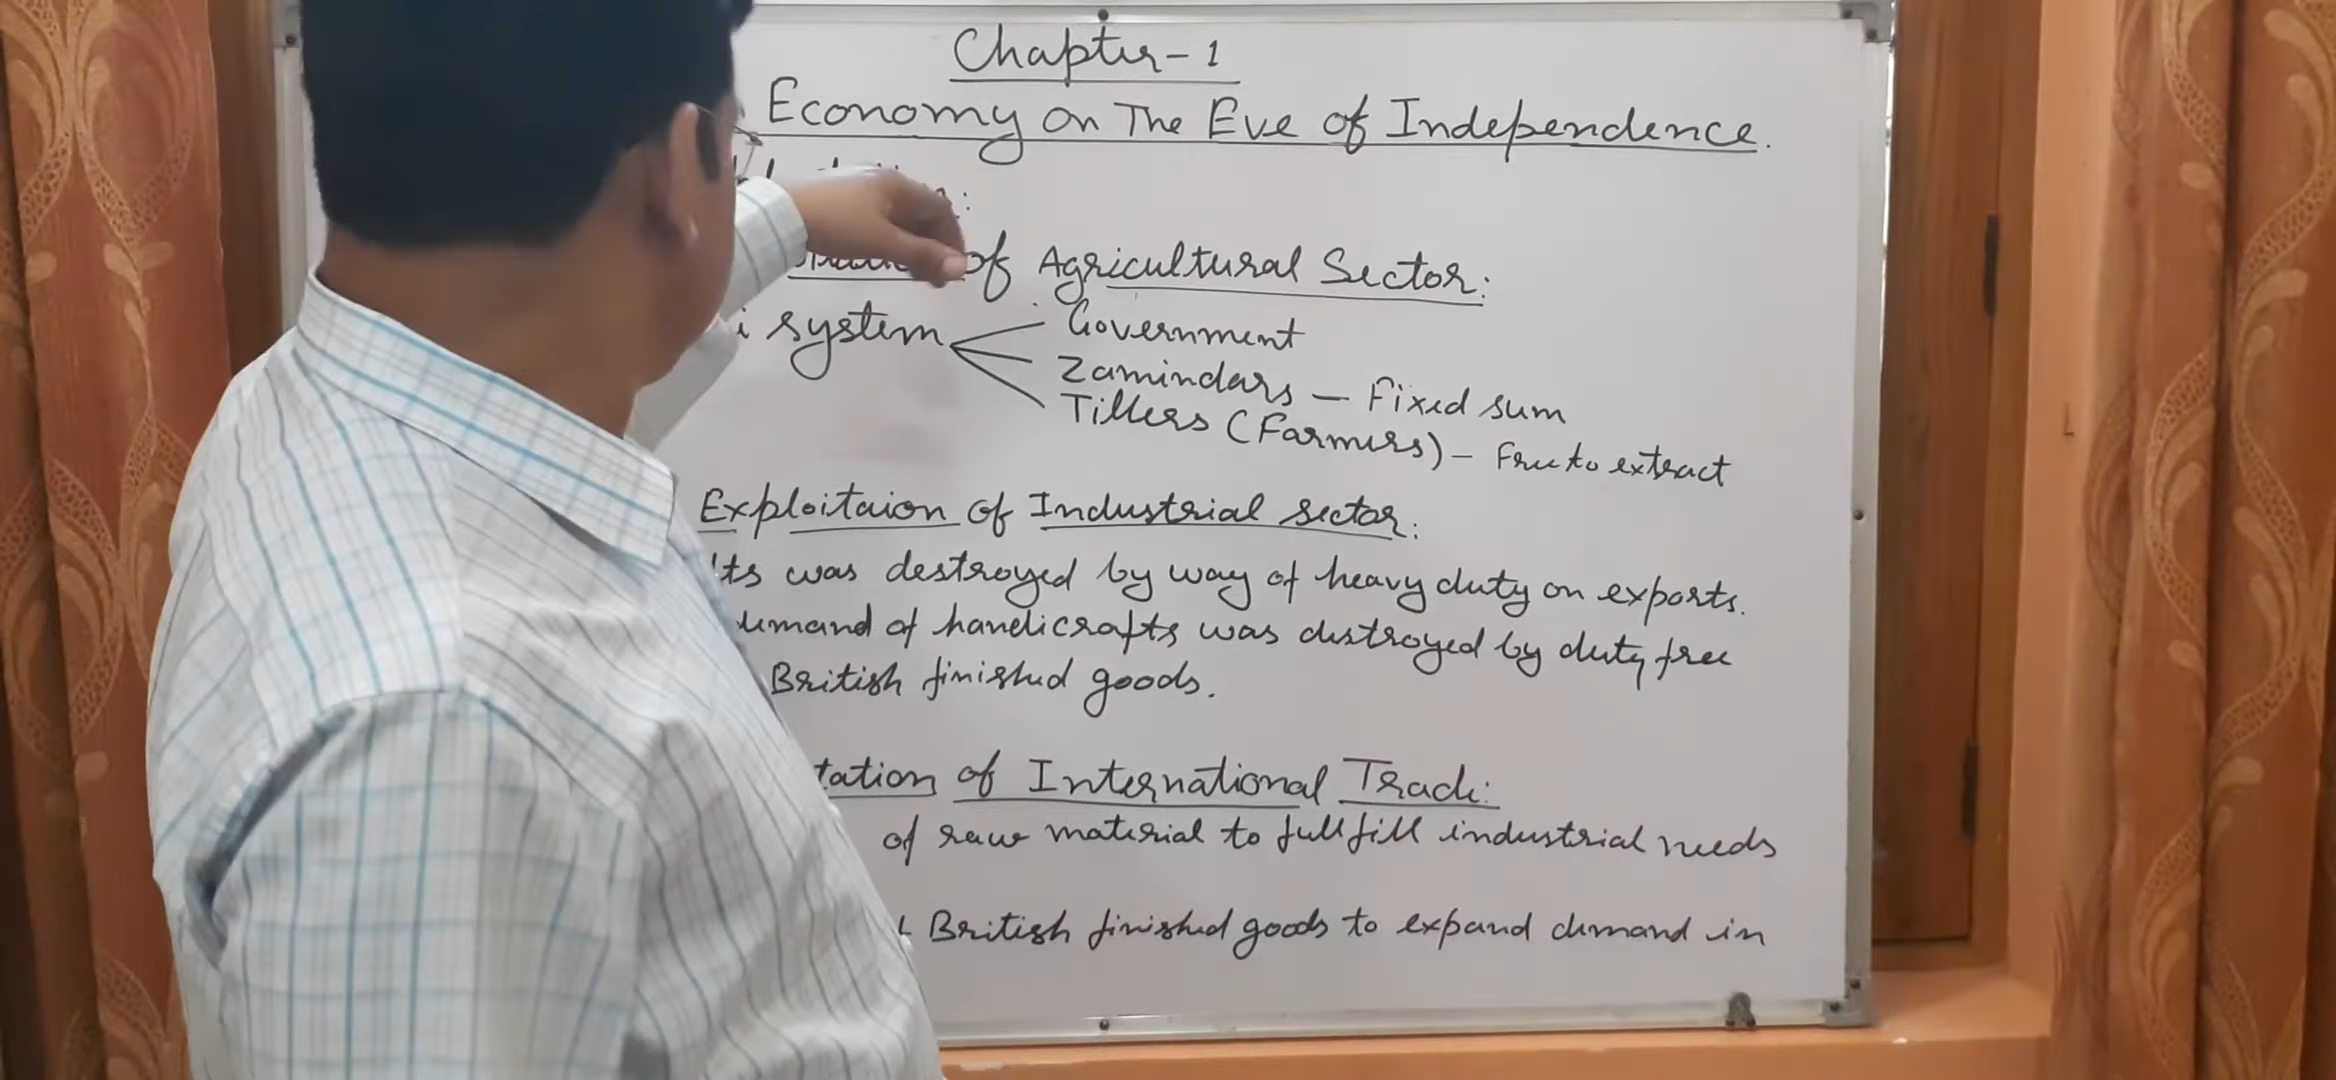 Chapter-1
Economy on The Eve of Independence.
of Agricultural Sector:
system
Government
Zamindars - Fixed sum
Tillers (Farmers) - Free to extract
Exploitaion of Industrial sector:
was destroyed by way of heavy duty on exports.
of handicrafts was destroyed by duty free
British finished goods.
of International Trade:
of raw material to fullfill industrial needs
British finished goods to expand demand in